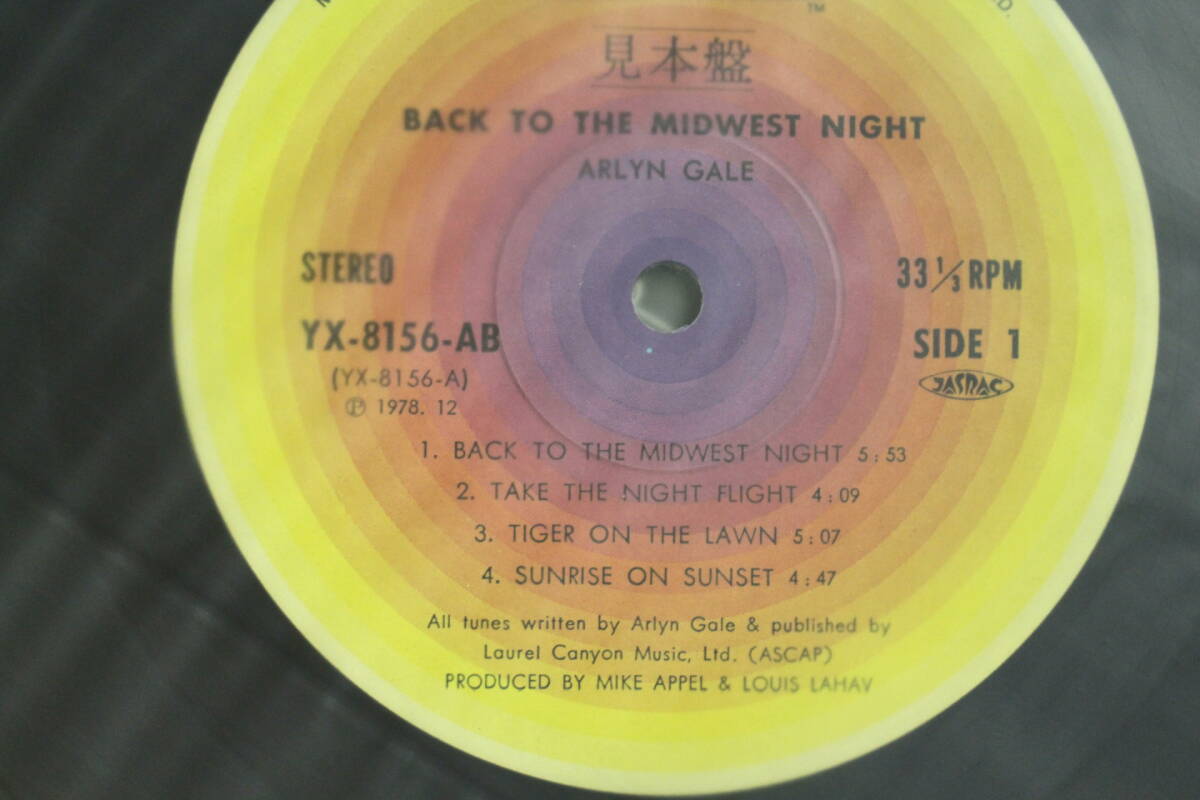 TM
見本盤
BACK TO THE MIDWEST NIGHT
ARLYN GALE
STEREO
33 1/3 RPM
YX-8156-AB
SIDE 1
(YX-8156-A)
JASRAC
Ⓟ 1978. 12
1. BACK TO THE MIDWEST NIGHT 5:53
2. TAKE THE NIGHT FLIGHT 4:09
3. TIGER ON THE LAWN 5:07
4. SUNRISE ON SUNSET 4:47
All tunes written by Arlyn Gale & published by
Laurel Canyon Music, Ltd. (ASCAP)
PRODUCED BY MIKE APPEL & LOUIS LAHAV